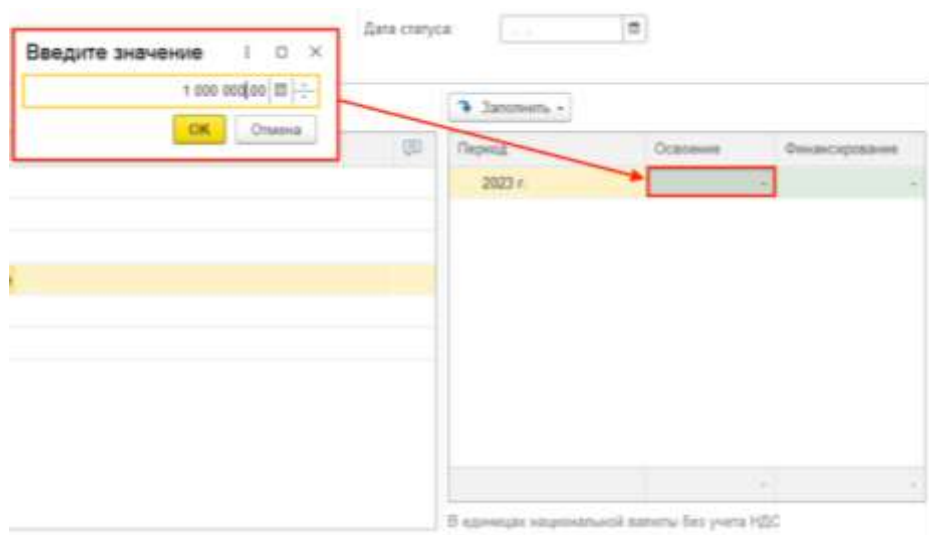 Дата статуса:
Введите значение
1 000 000,00
ОК Отмена
Заполнить
Период Освоение Финансирование
2023 г.
В единицах национальной валюты без учета НДС